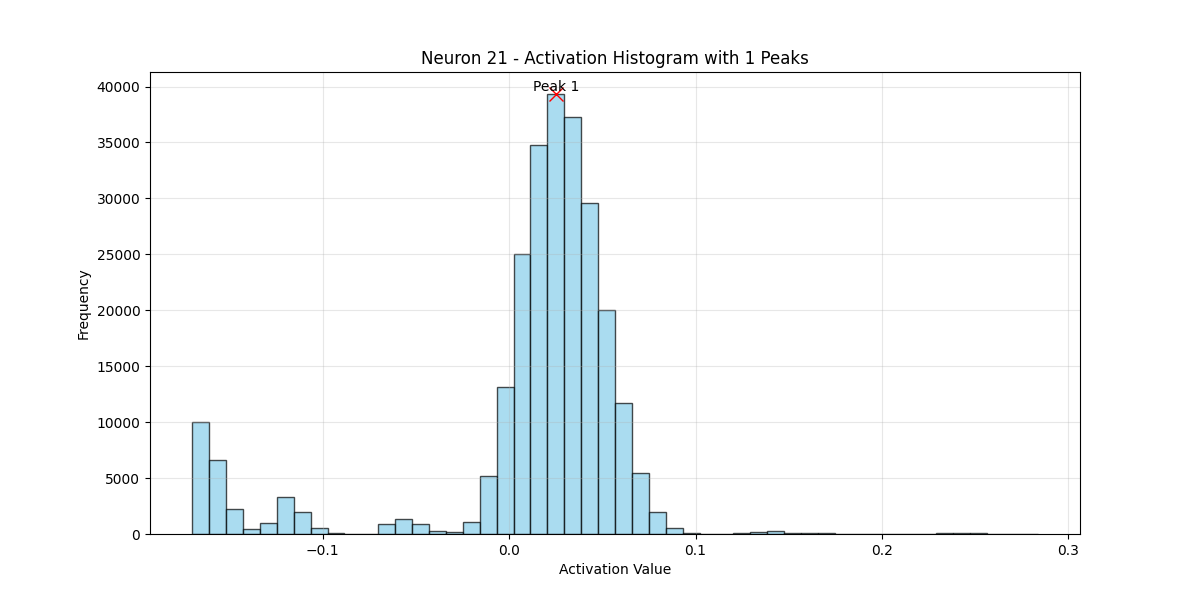 Neuron 21 - Activation Histogram with 1 Peaks
Peak 1
40000
35000
30000
25000
20000
15000
10000
5000
0
Frequency
−0.1 0.0 0.1 0.2 0.3
Activation Value